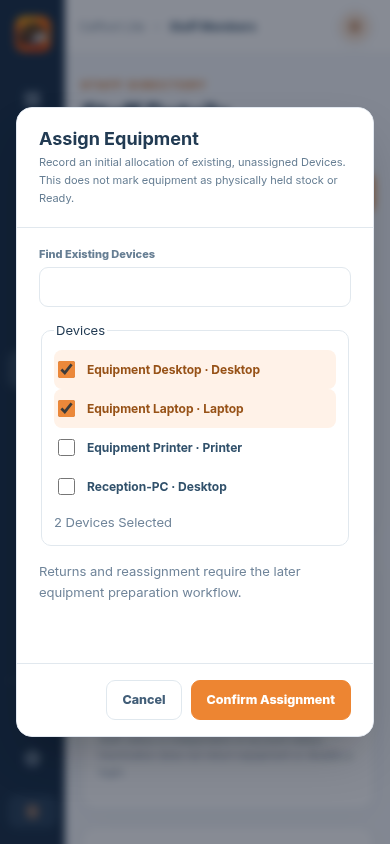 Assign Equipment
Record an initial allocation of existing, unassigned Devices.
This does not mark equipment as physically held stock or
Ready.
Find Existing Devices
Devices
Equipment Desktop · Desktop
Equipment Laptop · Laptop
Equipment Printer · Printer
Reception-PC · Desktop
2 Devices Selected
Returns and reassignment require the later
equipment preparation workflow.
Cancel
Confirm Assignment